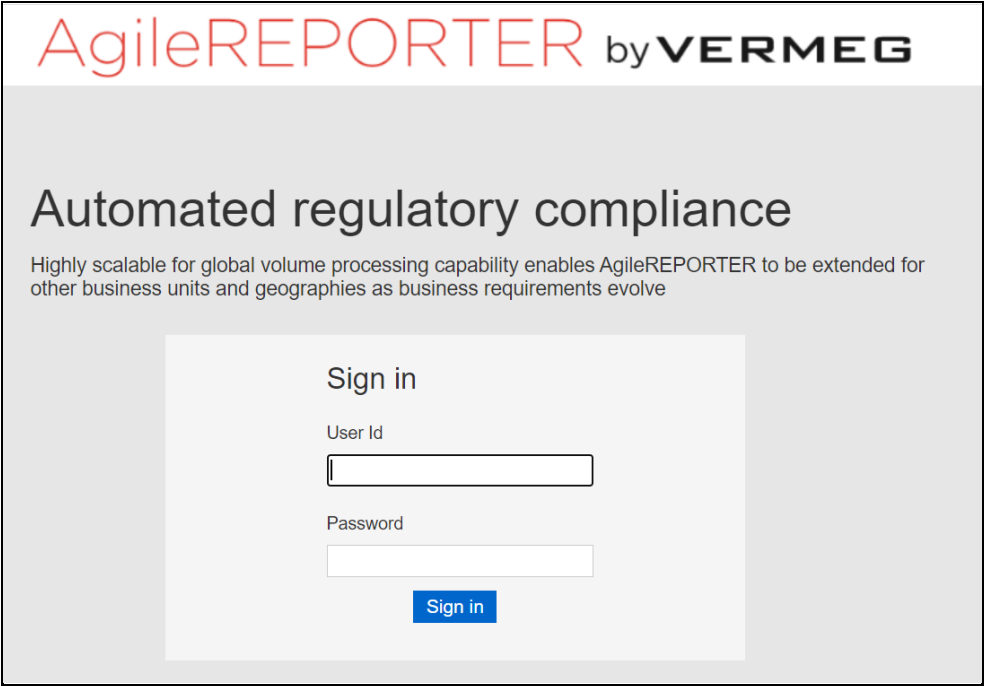 AgileREPORTER by VERMEG
Automated regulatory compliance
Highly scalable for global volume processing capability enables AgileREPORTER to be extended for
other business units and geographies as business requirements evolve
Sign in
User Id
Password
Sign in